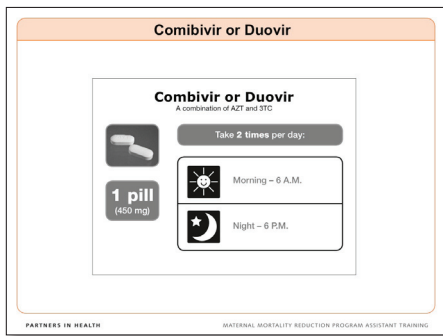 Comibivir or Duovir
Combivir or Duovir
A combination of AZT and 3TC
Take 2 times per day:
1 pill
(450 mg)
Morning – 6 A.M.
Night – 6 P.M.
PARTNERS IN HEALTH
MATERNAL MORTALITY REDUCTION PROGRAM ASSISTANT TRAINING